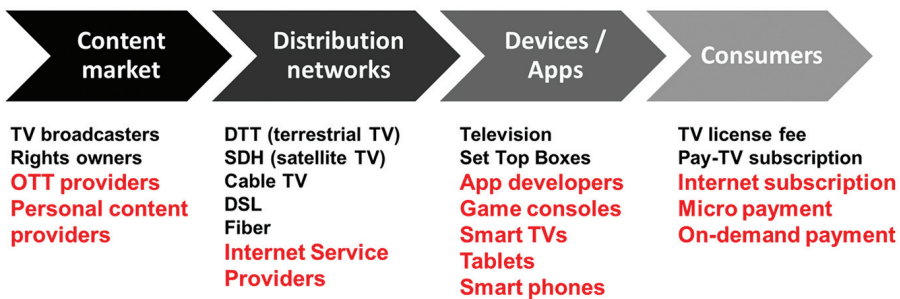 Content
market
Distribution
networks
Devices /
Apps
Consumers
TV broadcasters
Rights owners
OTT providers
Personal content
providers
DTT (terrestrial TV)
SDH (satellite TV)
Cable TV
DSL
Fiber
Internet Service
Providers
Television
Set Top Boxes
App developers
Game consoles
Smart TVs
Tablets
Smart phones
TV license fee
Pay-TV subscription
Internet subscription
Micro payment
On-demand payment